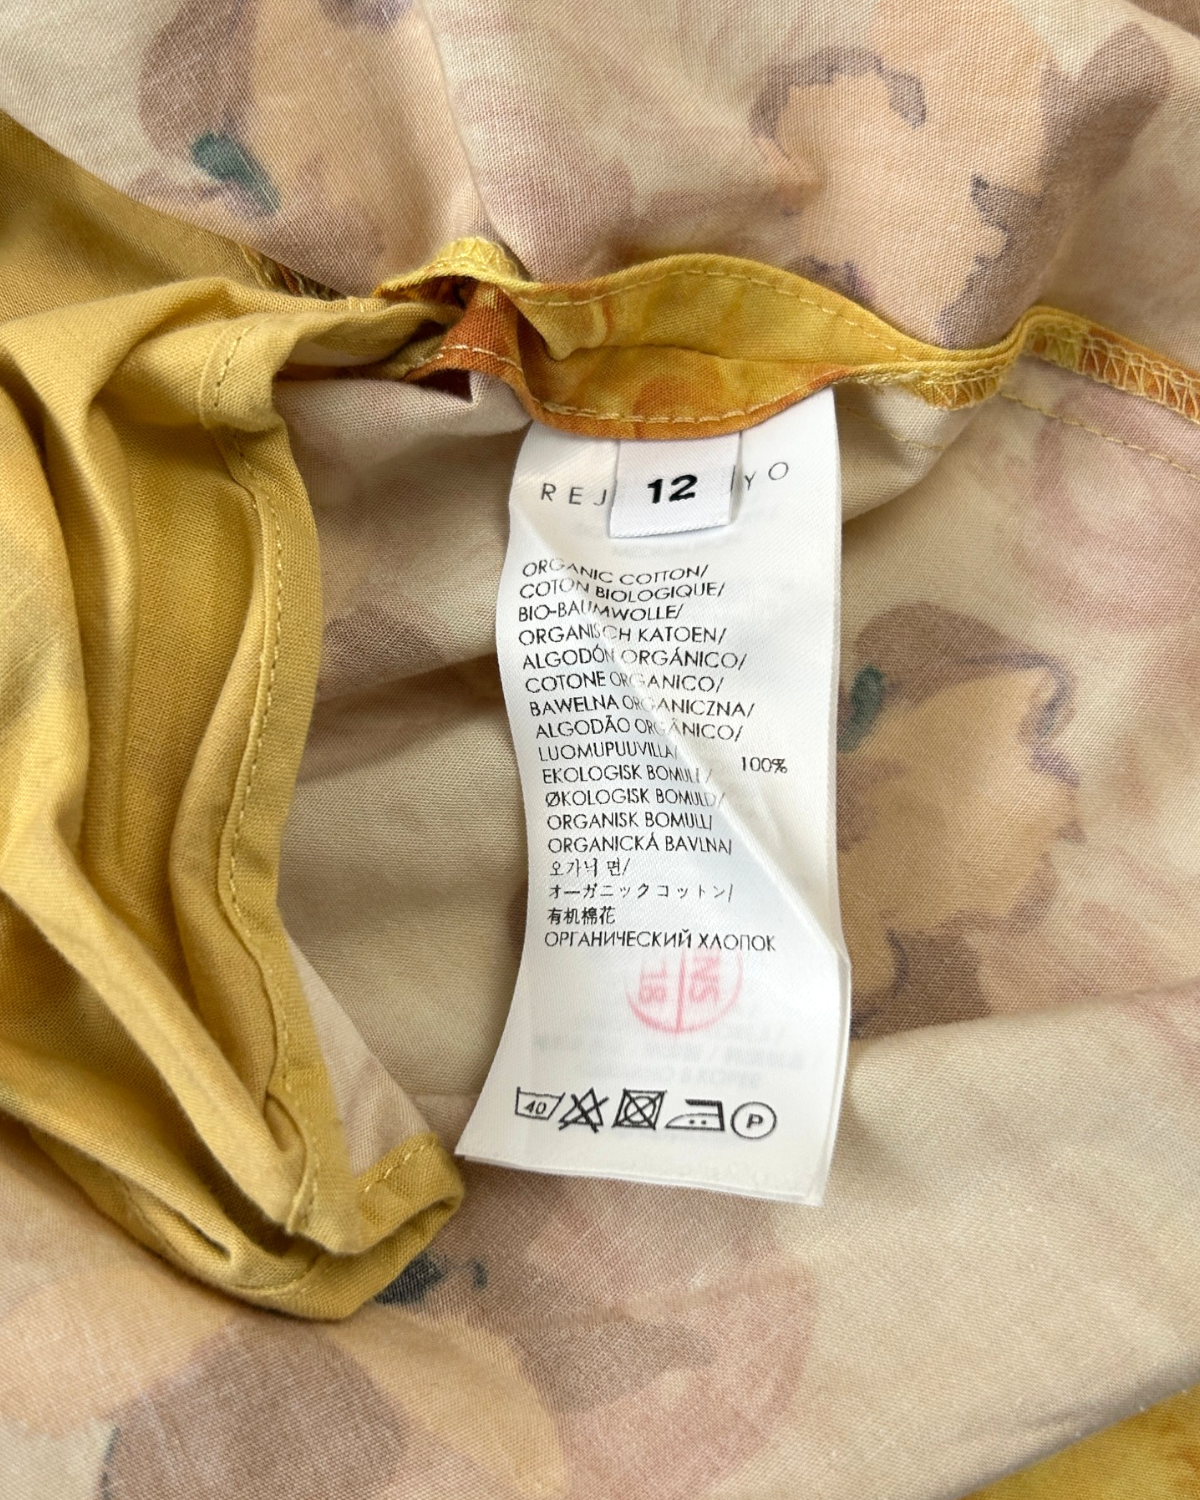 REJ YO
12
ORGANIC COTTON/
COTON BIOLOGIQUE/
BIO-BAUMWOLLE/
ORGANISCH KATOEN/
ALGODÓN ORGÁNICO/
COTONE ORGANICO/
BAWELNA ORGANICZNA/
ALGODÃO ORGÂNICO/
LUOMUPUUVILLA/
100%
EKOLOGISK BOMULL/
ØKOLOGISK BOMULD/
ORGANISK BOMULL/
ORGANICKÁ BAVLNA/
오가닉 면/
オーガニックコットン/
有机棉花
ОРГАНИЧЕСКИЙ ХЛОПОК
40 P